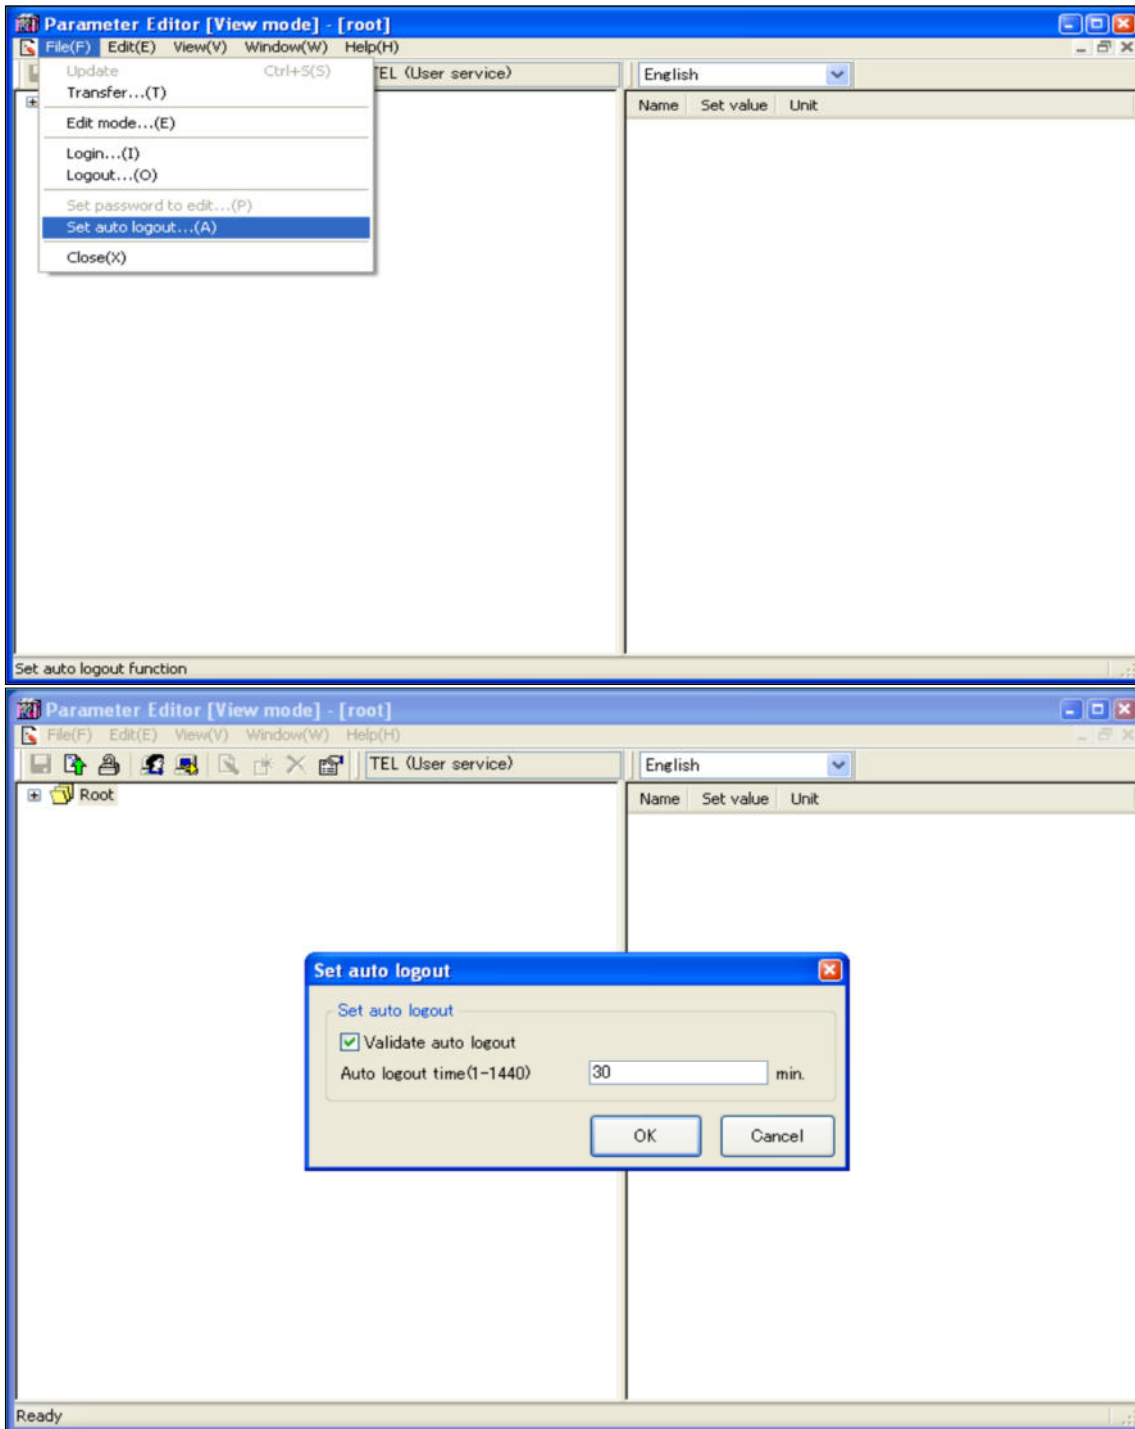 Parameter Editor [View mode] - [root]
File(F) Edit(E) View(V) Window(W) Help(H)
Update Ctrl+S(S)
TEL (User service) English
Transfer...(T)
Name Set value Unit
Edit mode...(E)
Login...(I)
Logout...(O)
Set password to edit...(P)
Set auto logout...(A)
Close(X)
Set auto logout function
Parameter Editor [View mode] - [root]
File(F) Edit(E) View(V) Window(W) Help(H)
TEL (User service) English
Root
Name Set value Unit
Set auto logout
Set auto logout
Validate auto logout
Auto logout time(1-1440) 30 min.
OK Cancel
Ready